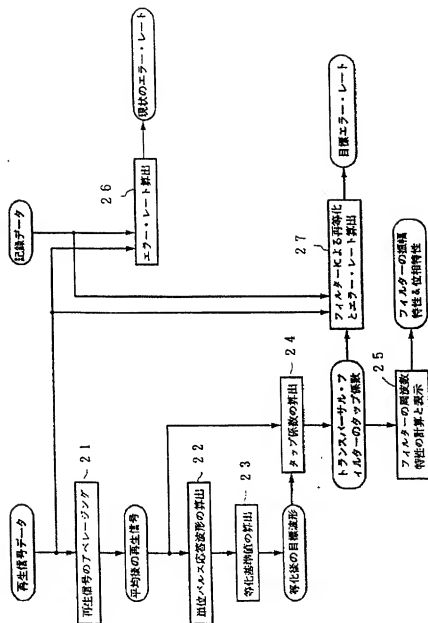 再生信号データ
再生信号のアベレージング
21
平均後の再生信号
単位パルス応答波形の算出
22
等化基準値の算出
23
等化後の目標波形
タップ係数の算出
24
トランスバーサル・フ
ィルターのタップ係数
フィルターの周波数
特性の計算と表示
25
フィルターの振幅
特性&位相特性
記録データ
エラー・レート算出
26
現状のエラー・レート
フィルターによる再等化
とエラー・レート算出
27
目標エラー・レート